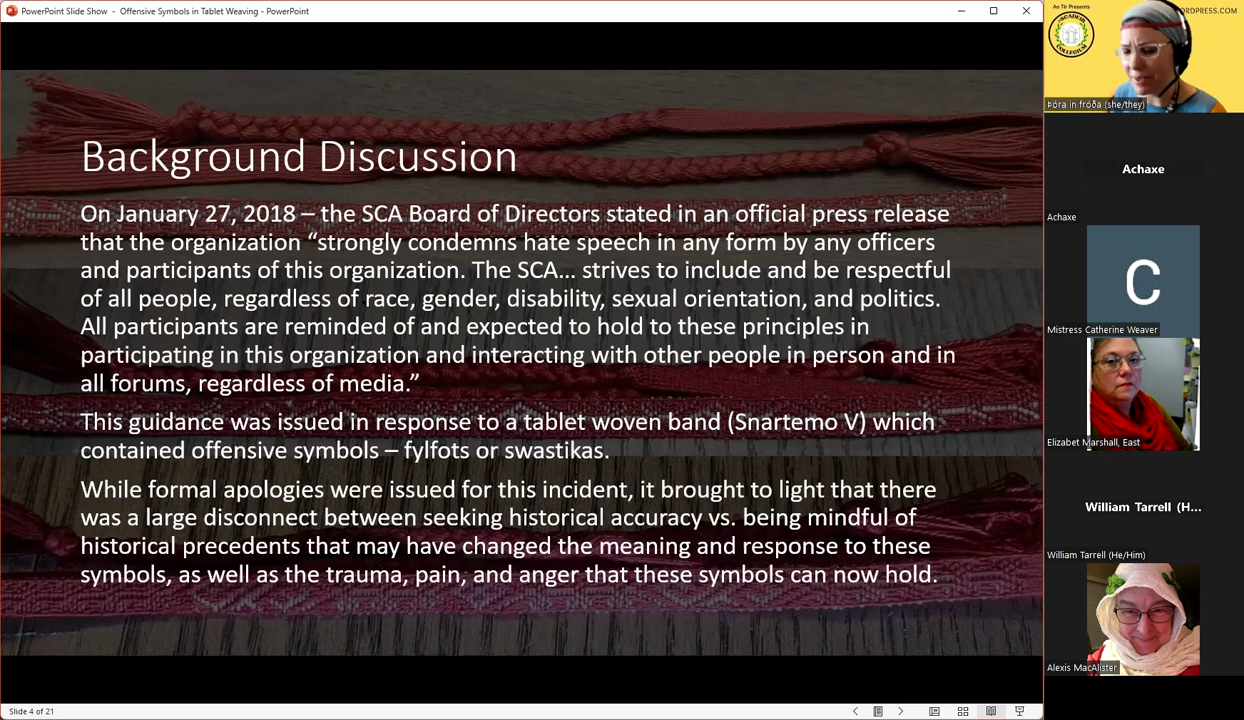 PowerPoint Slide Show - Offensive Symbols in Tablet Weaving - PowerPoint
Background Discussion
On January 27, 2018 – the SCA Board of Directors stated in an official press release
that the organization “strongly condemns hate speech in any form by any officers
and participants of this organization. The SCA… strives to include and be respectful
of all people, regardless of race, gender, disability, sexual orientation, and politics.
All participants are reminded of and expected to hold to these principles in
participating in this organization and interacting with other people in person and in
all forums, regardless of media.”
This guidance was issued in response to a tablet woven band (Snartemo V) which
contained offensive symbols – fylfots or swastikas.
While formal apologies were issued for this incident, it brought to light that there
was a large disconnect between seeking historical accuracy vs. being mindful of
historical precedents that may have changed the meaning and response to these
symbols, as well as the trauma, pain, and anger that these symbols can now hold.
Slide 4 of 21
An Tir Presents
ORDPRESS.COM
COLLEGIUM
Þóra in fróða (she/they)
Achaxe
Achaxe
C
Mistress Catherine Weaver
Elizabet Marshall, East
William Tarrell (H...
William Tarrell (He/Him)
Alexis MacAlister